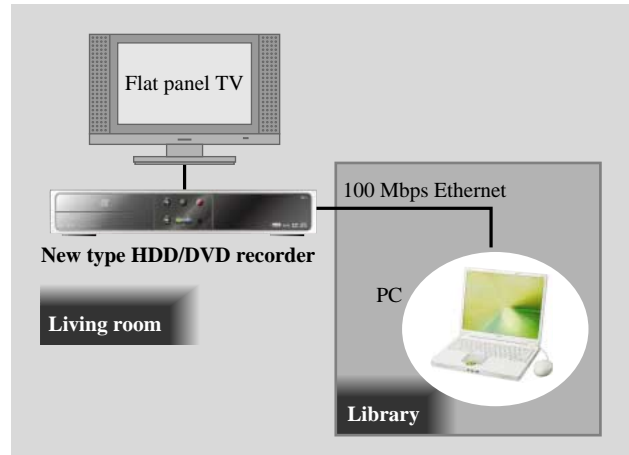 Flat panel TV
100 Mbps Ethernet
New type HDD/DVD recorder
PC
Living room
Library